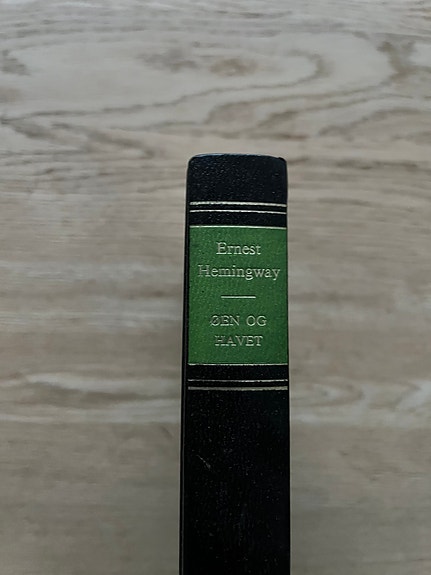 Ernest
Hemingway
ØEN OG
HAVET